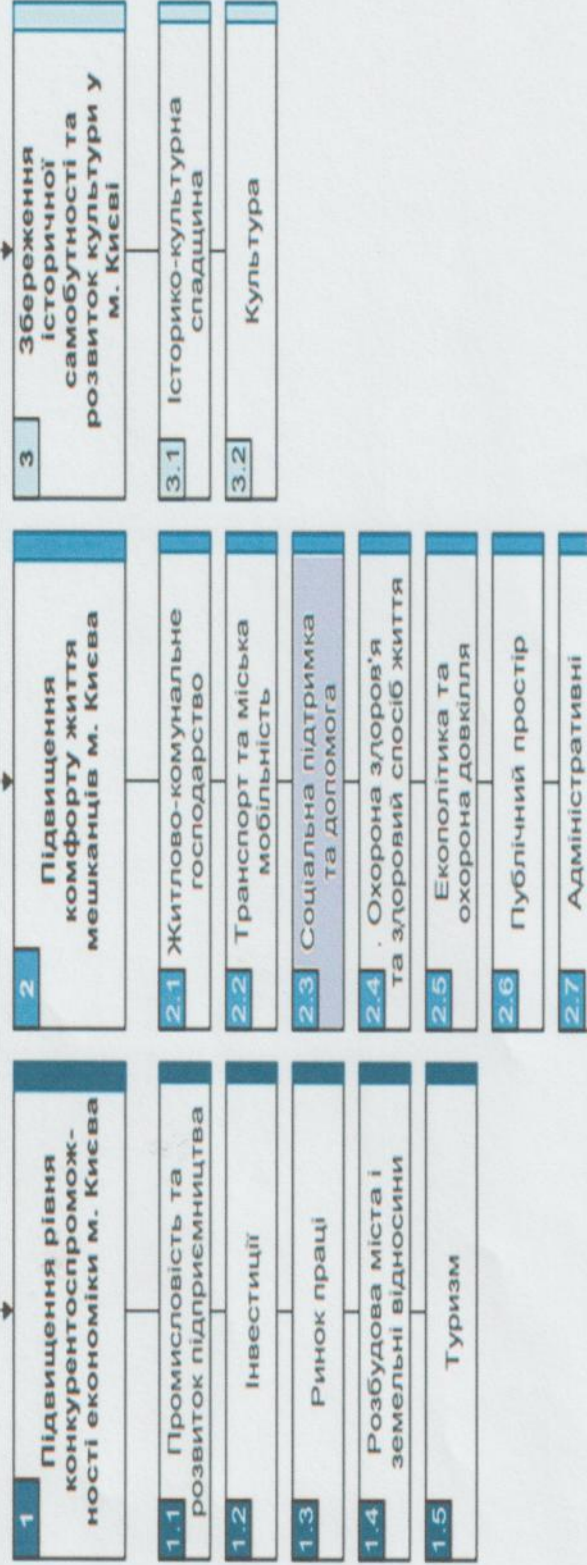 1
Підвищення рівня
конкурентоспромож-
ності економіки м. Києва
1.1
Промисловість та
розвиток підприємництва
1.2
Інвестиції
1.3
Ринок праці
1.4
Розбудова міста і
земельні відносини
1.5
Туризм
2
Підвищення
комфорту життя
мешканців м. Києва
2.1
Житлово-комунальне
господарство
2.2
Транспорт та міська
мобільність
2.3
Соціальна підтримка
та допомога
2.4
. Охорона здоров'я
та здоровий спосіб життя
2.5
Екополітика та
охорона довкілля
2.6
Публічний простір
2.7
Адміністративні
3
Збереження
історичної
самобутності та
розвиток культури у
м. Києві
3.1
Історико-культурна
спадщина
3.2
Культура